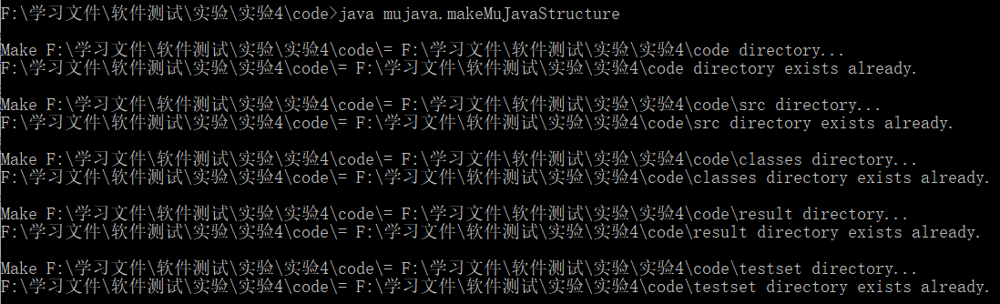 F:\学习文件\软件测试\实验\实验4\code>java mujava.makeMuJavaStructure
Make F:\学习文件\软件测试\实验\实验4\code\= F:\学习文件\软件测试\实验\实验4\code directory...
F:\学习文件\软件测试\实验\实验4\code\= F:\学习文件\软件测试\实验\实验4\code directory exists already.
Make F:\学习文件\软件测试\实验\实验4\code\= F:\学习文件\软件测试\实验\实验4\code\src directory...
F:\学习文件\软件测试\实验\实验4\code\= F:\学习文件\软件测试\实验\实验4\code\src directory exists already.
Make F:\学习文件\软件测试\实验\实验4\code\= F:\学习文件\软件测试\实验\实验4\code\classes directory...
F:\学习文件\软件测试\实验\实验4\code\= F:\学习文件\软件测试\实验\实验4\code\classes directory exists already.
Make F:\学习文件\软件测试\实验\实验4\code\= F:\学习文件\软件测试\实验\实验4\code\result directory...
F:\学习文件\软件测试\实验\实验4\code\= F:\学习文件\软件测试\实验\实验4\code\result directory exists already.
Make F:\学习文件\软件测试\实验\实验4\code\= F:\学习文件\软件测试\实验\实验4\code\testset directory...
F:\学习文件\软件测试\实验\实验4\code\= F:\学习文件\软件测试\实验\实验4\code\testset directory exists already.